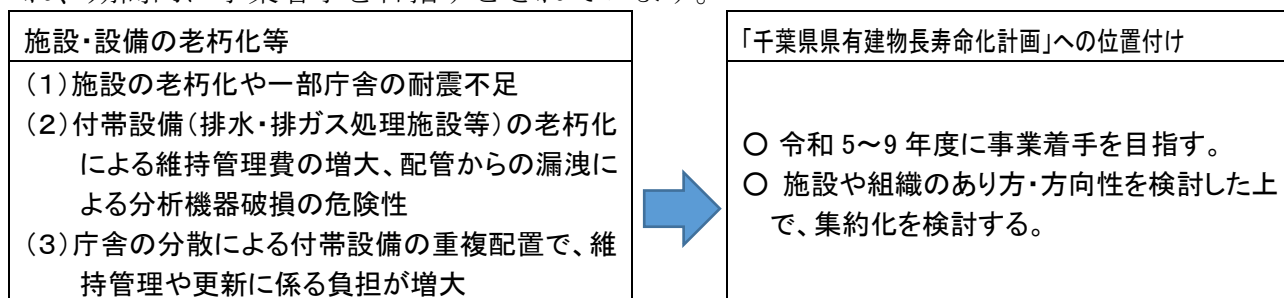 施設・設備の老朽化等
(1)施設の老朽化や一部庁舎の耐震不足
(2)付帯設備(排水・排ガス処理施設等)の老朽化
による維持管理費の増大、配管からの漏洩に
よる分析機器破損の危険性
(3)庁舎の分散による付帯設備の重複配置で、維
持管理や更新に係る負担が増大
「千葉県県有建物長寿命化計画」への位置付け
○ 令和 5～9 年度に事業着手を目指す。
○ 施設や組織のあり方・方向性を検討した上
で、集約化を検討する。